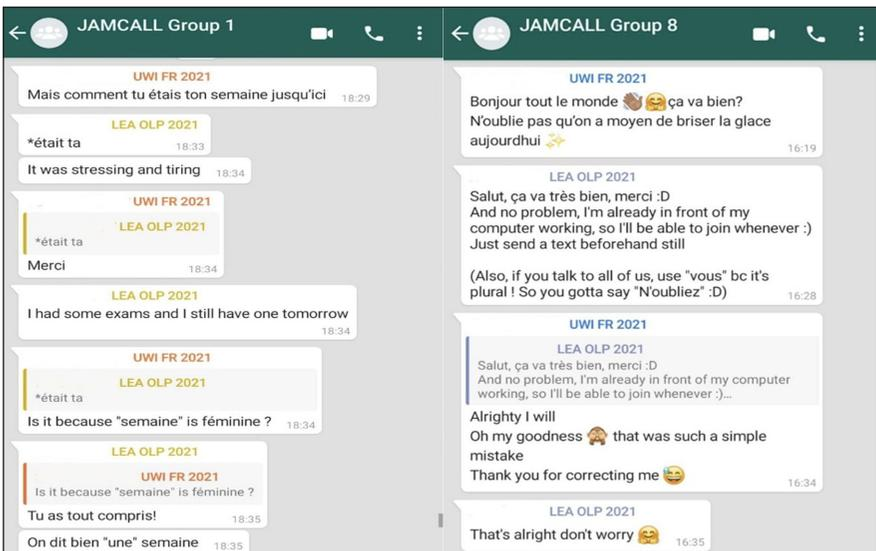 JAMCALL Group 1
UWI FR 2021
Mais comment tu étais ton semaine jusqu'ici 18:29
LEA OLP 2021
*était ta 18:33
It was stressing and tiring 18:34
UWI FR 2021
LEA OLP 2021
*était ta
Merci 18:34
LEA OLP 2021
I had some exams and I still have one tomorrow
18:34
UWI FR 2021
LEA OLP 2021
*était ta
Is it because "semaine" is féminine ? 18:34
LEA OLP 2021
UWI FR 2021
Is it because "semaine" is féminine ?
Tu as tout compris! 18:35
On dit bien "une" semaine 18:35
JAMCALL Group 8
UWI FR 2021
Bonjour tout le monde 👋🏽🤗ça va bien?
N'oublie pas qu'on a moyen de briser la glace
aujourdhui ✨
16:19
LEA OLP 2021
Salut, ça va très bien, merci :D
And no problem, I'm already in front of my
computer working, so I'll be able to join whenever :)
Just send a text beforehand still
(Also, if you talk to all of us, use "vous" bc it's
plural ! So you gotta say "N'oubliez" :D) 16:28
UWI FR 2021
LEA OLP 2021
Salut, ça va très bien, merci :D
And no problem, I'm already in front of my computer
working, so I'll be able to join whenever :)...
Alrighty I will
Oh my goodness 🙈 that was such a simple
mistake
Thank you for correcting me 😅 16:34
LEA OLP 2021
That's alright don't worry 🤗 16:35